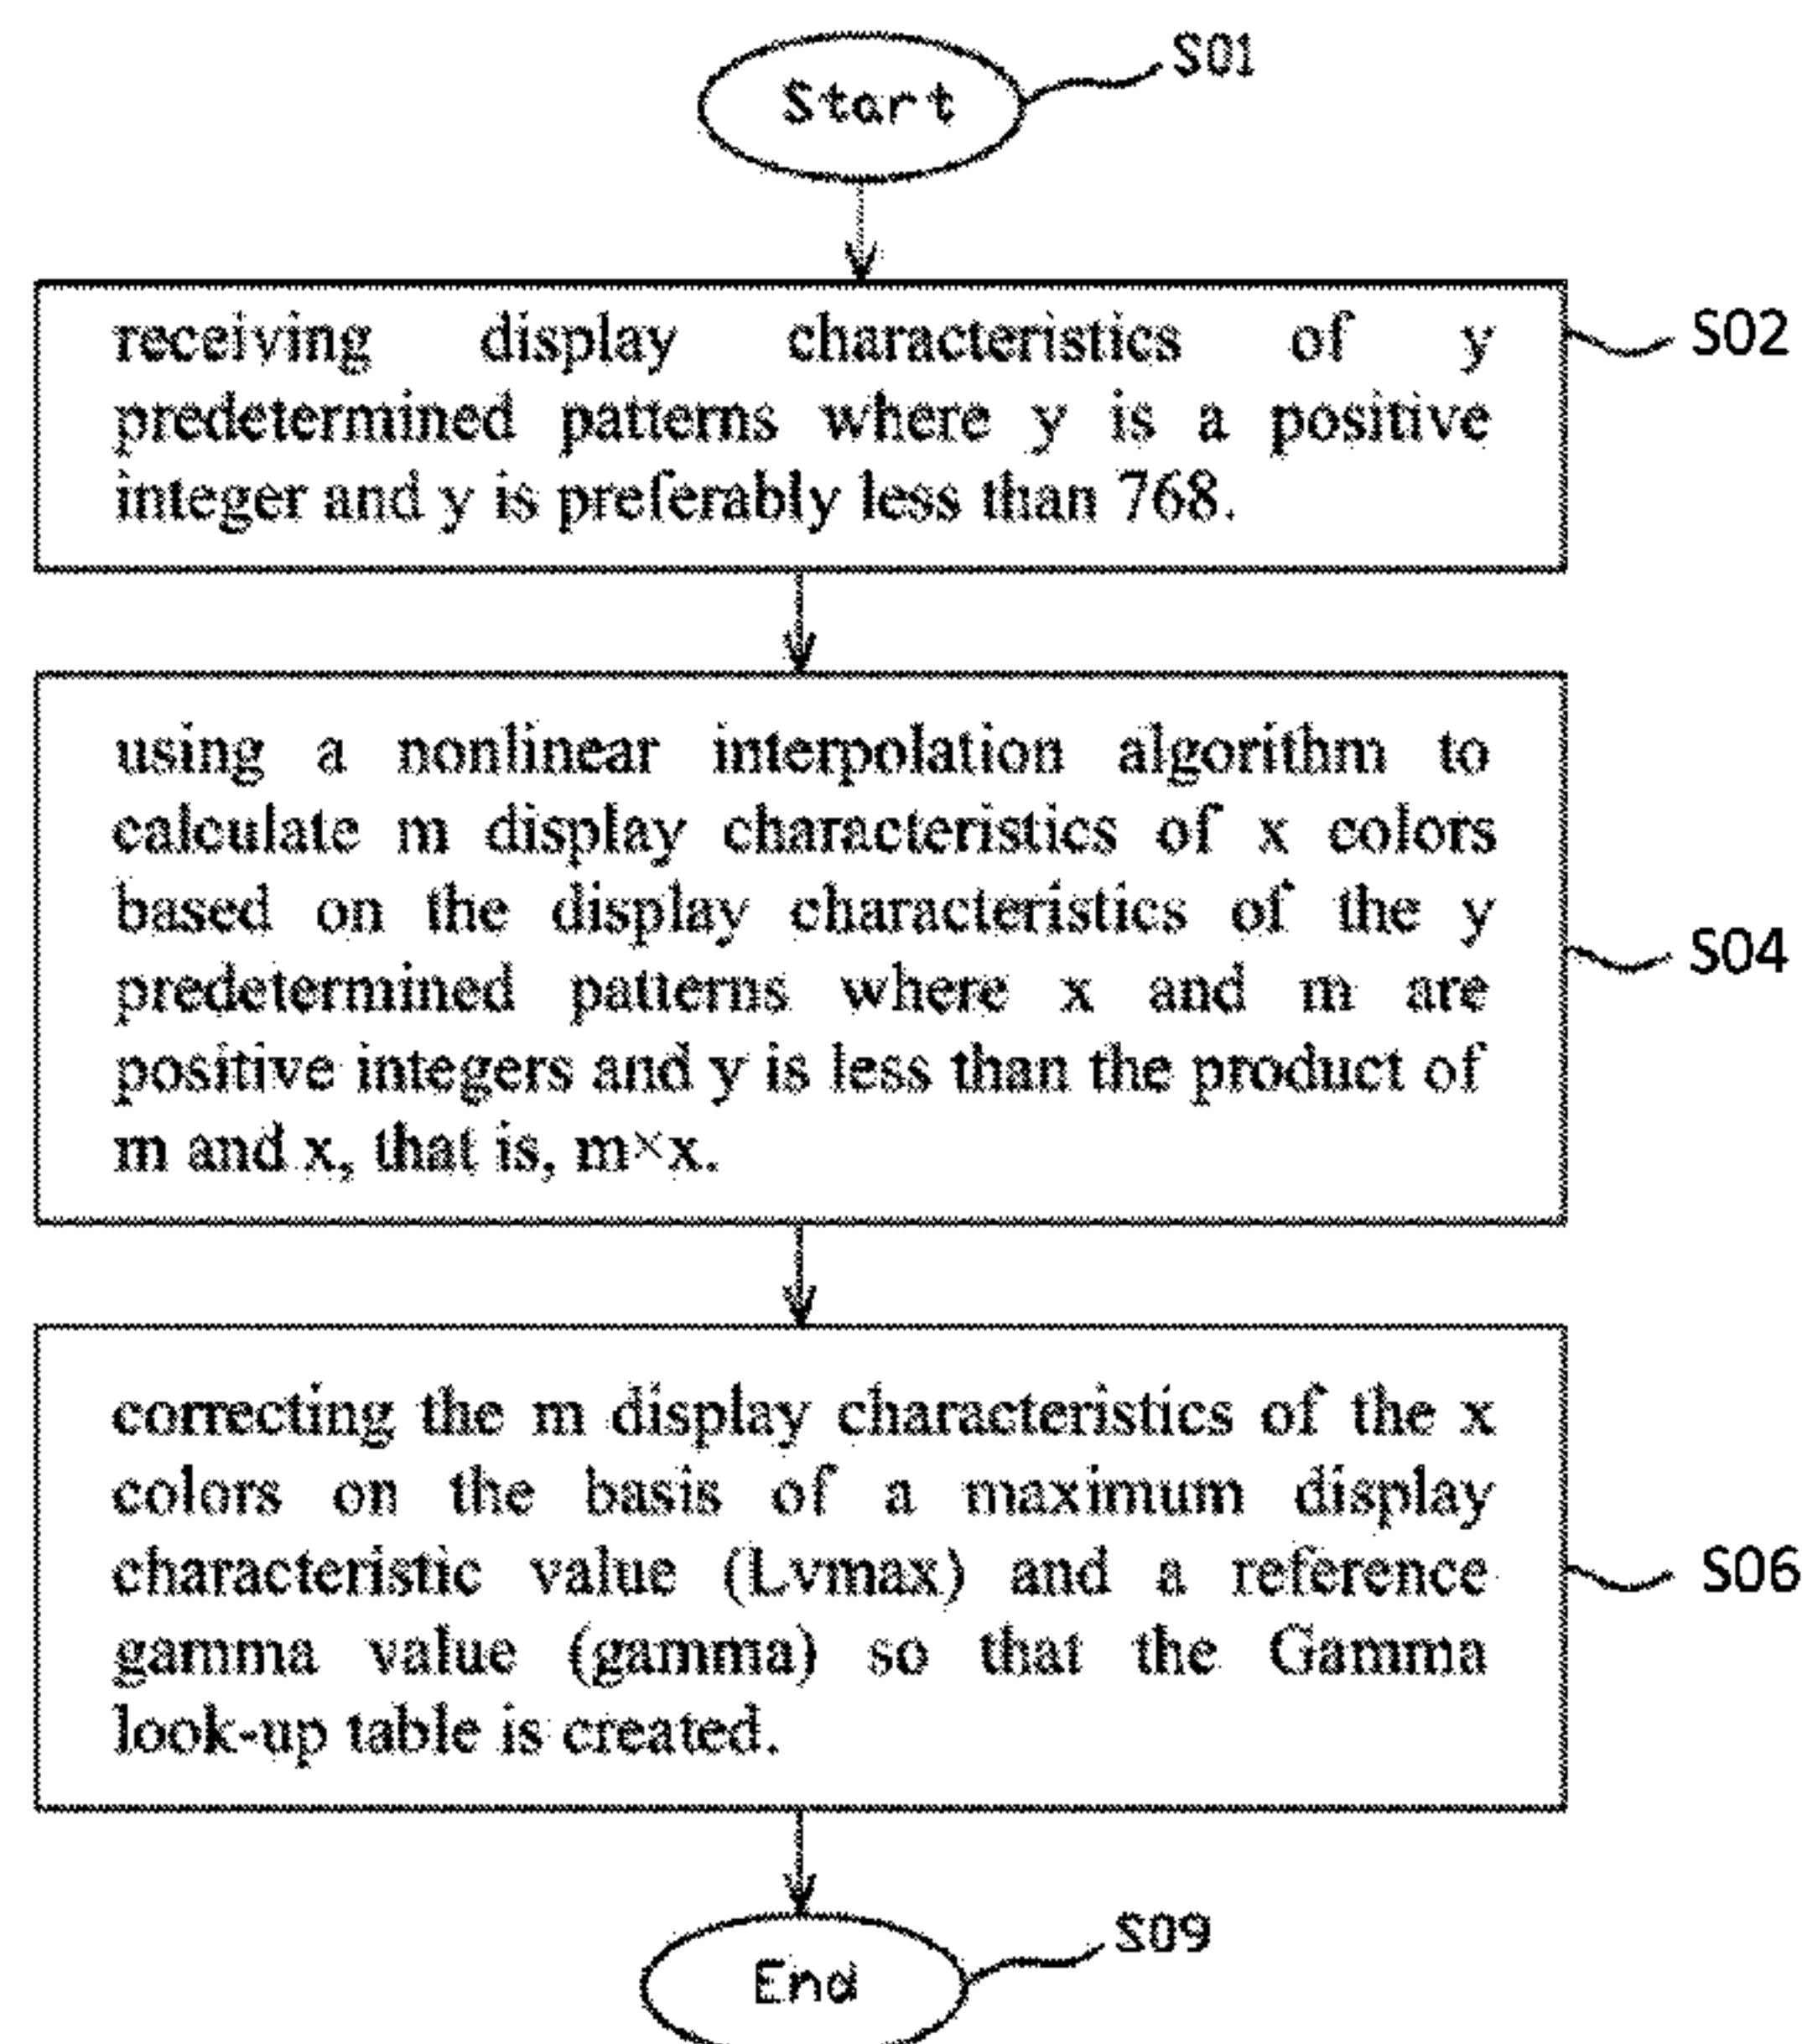 Start
S01
receiving display characteristics of y
predetermined patterns where y is a positive
integer and y is preferably less than 768.
S02
using a nonlinear interpolation algorithm to
calculate m display characteristics of x colors
based on the display characteristics of the y
predetermined patterns where x and m are
positive integers and y is less than the product of
m and x, that is, m×x.
S04
correcting the m display characteristics of the x
colors on the basis of a maximum display
characteristic value (Lvmax) and a reference
gamma value (gamma) so that the Gamma
look-up table is created.
S06
End
S09